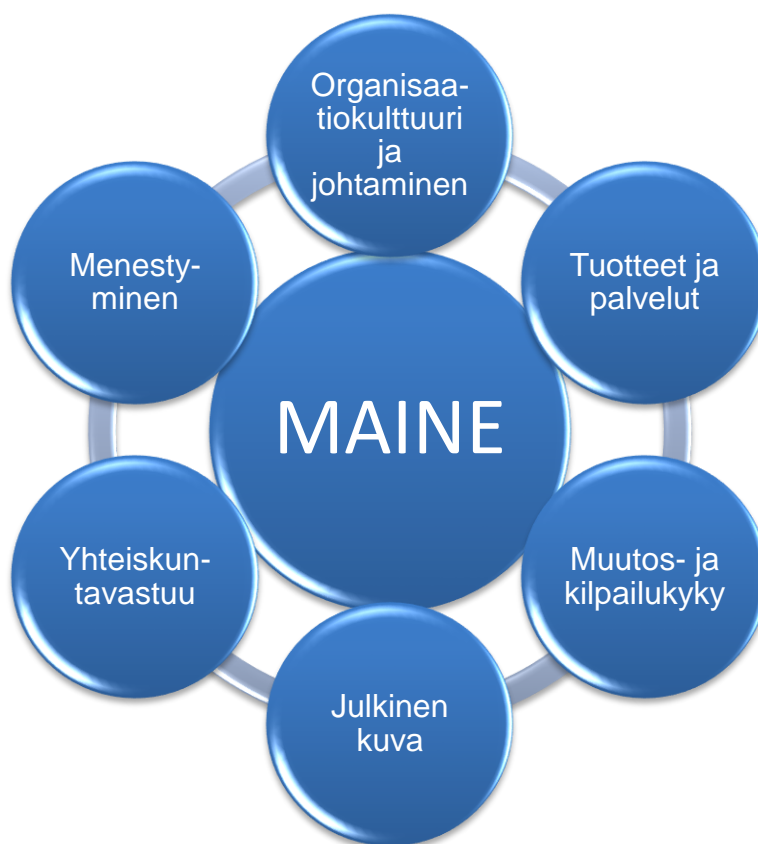 Organisaa-
tiokulttuuri
ja
johtaminen
Menesty-
minen
Tuotteet ja
palvelut
MAINE
Yhteiskun-
tavastuu
Muutos- ja
kilpailukyky
Julkinen
kuva